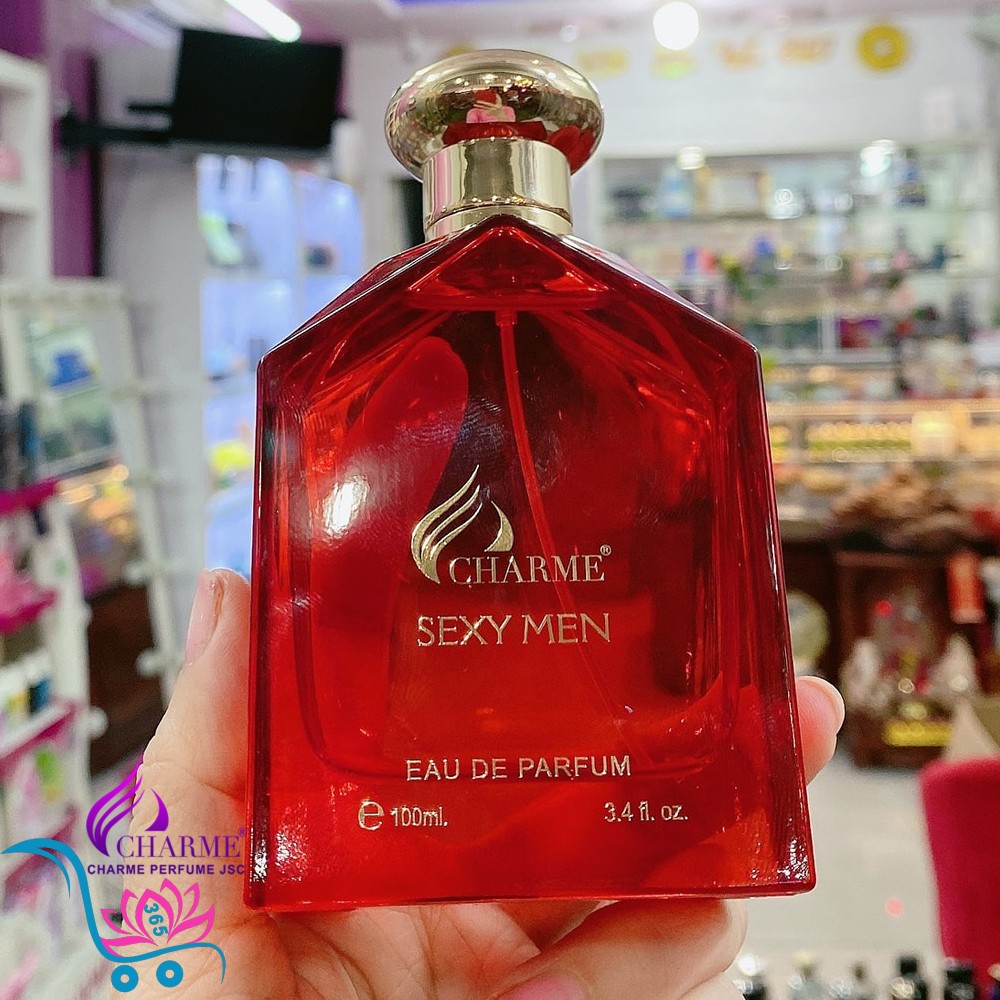 CHARME®
SEXY MEN
EAU DE PARFUM
e 100ml. 3.4 fl. oz.
CHARME®
CHARME PERFUME JSC
365